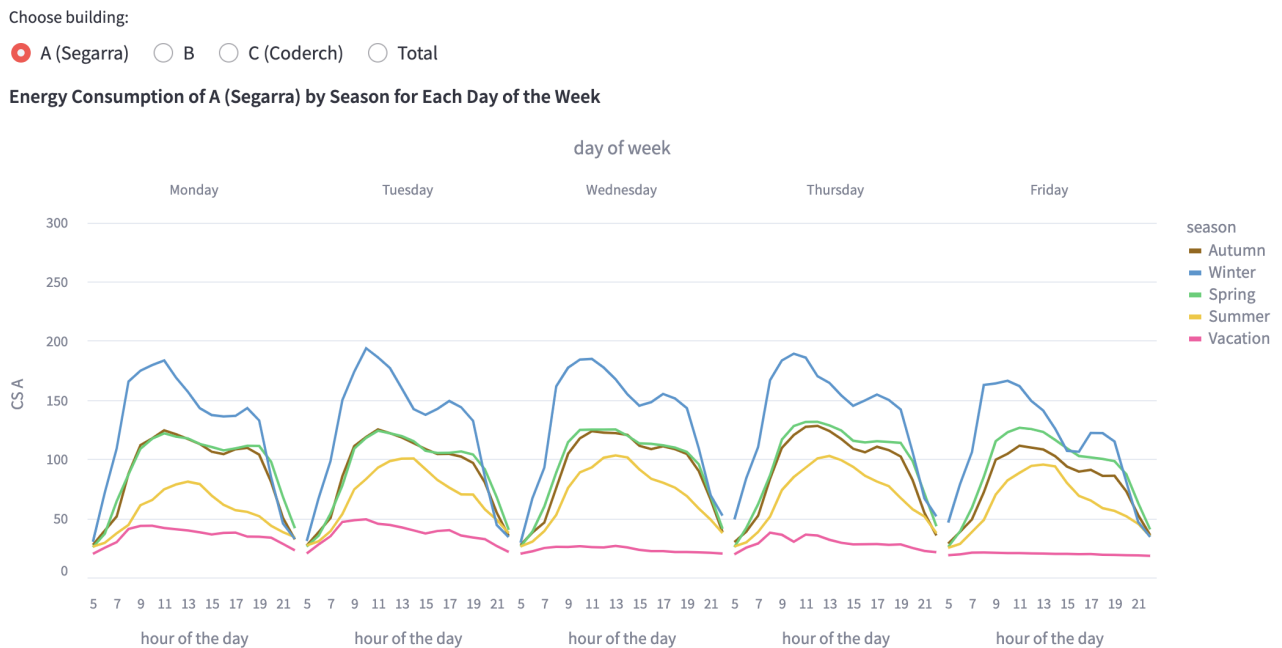 Choose building:
A (Segarra) B C (Coderch) Total
Energy Consumption of A (Segarra) by Season for Each Day of the Week
day of week
Monday Tuesday Wednesday Thursday Friday
300
250
200
150
100
50
0
CS A
season
Autumn
Winter
Spring
Summer
Vacation
5 7 9 11 13 15 17 19 21 5 7 9 11 13 15 17 19 21 5 7 9 11 13 15 17 19 21 5 7 9 11 13 15 17 19 21 5 7 9 11 13 15 17 19 21
hour of the day hour of the day hour of the day hour of the day hour of the day